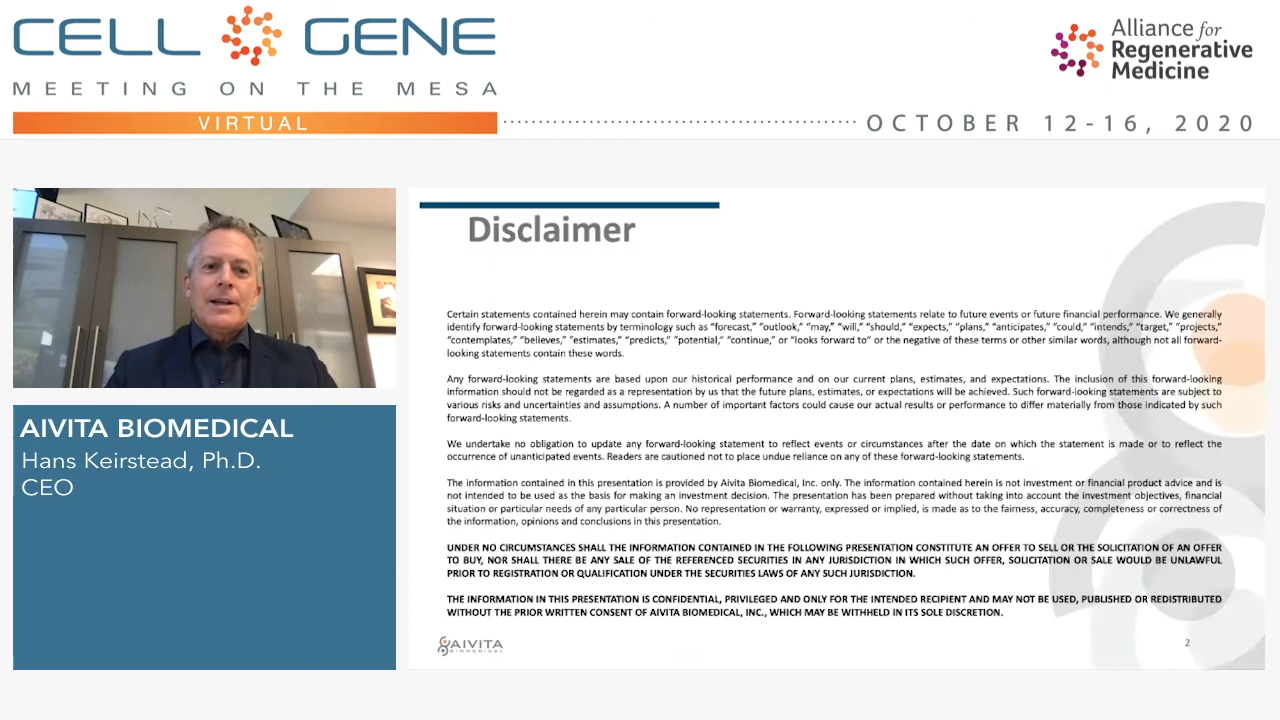 CELL GENE
MEETING ON THE MESA
VIRTUAL
Alliance for
Regenerative
Medicine
OCTOBER 12-16, 2020
AIVITA BIOMEDICAL
Hans Keirstead, Ph.D.
CEO
Disclaimer
Certain statements contained herein may contain forward-looking statements. Forward-looking statements relate to future events or future financial performance. We generally
identify forward-looking statements by terminology such as “forecast,” “outlook,” “may,” “will,” “should,” “expects,” “plans,” “anticipates,” “could,” “intends,” “target,” “projects,”
“contemplates,” “believes,” “estimates,” “predicts,” “potential,” “continue,” or “looks forward to” or the negative of these terms or other similar words, although not all forward-
looking statements contain these words.
Any forward-looking statements are based upon our historical performance and on our current plans, estimates, and expectations. The inclusion of this forward-looking
information should not be regarded as a representation by us that the future plans, estimates, or expectations will be achieved. Such forward-looking statements are subject to
various risks and uncertainties and assumptions. A number of important factors could cause our actual results or performance to differ materially from those indicated by such
forward-looking statements.
We undertake no obligation to update any forward-looking statement to reflect events or circumstances after the date on which the statement is made or to reflect the
occurrence of unanticipated events. Readers are cautioned not to place undue reliance on any of these forward-looking statements.
The information contained in this presentation is provided by Aivita Biomedical, Inc. only. The information contained herein is not investment or financial product advice and is
not intended to be used as the basis for making an investment decision. The presentation has been prepared without taking into account the investment objectives, financial
situation or particular needs of any particular person. No representation or warranty, expressed or implied, is made as to the fairness, accuracy, completeness or correctness of
the information, opinions and conclusions in this presentation.
UNDER NO CIRCUMSTANCES SHALL THE INFORMATION CONTAINED IN THE FOLLOWING PRESENTATION CONSTITUTE AN OFFER TO SELL OR THE SOLICITATION OF AN OFFER
TO BUY, NOR SHALL THERE BE ANY SALE OF THE REFERENCED SECURITIES IN ANY JURISDICTION IN WHICH SUCH OFFER, SOLICITATION OR SALE WOULD BE UNLAWFUL
PRIOR TO REGISTRATION OR QUALIFICATION UNDER THE SECURITIES LAWS OF ANY SUCH JURISDICTION.
THE INFORMATION IN THIS PRESENTATION IS CONFIDENTIAL, PRIVILEGED AND ONLY FOR THE INTENDED RECIPIENT AND MAY NOT BE USED, PUBLISHED OR REDISTRIBUTED
WITHOUT THE PRIOR WRITTEN CONSENT OF AIVITA BIOMEDICAL, INC., WHICH MAY BE WITHHELD IN ITS SOLE DISCRETION.
AIVITA
BIOMEDICAL
2